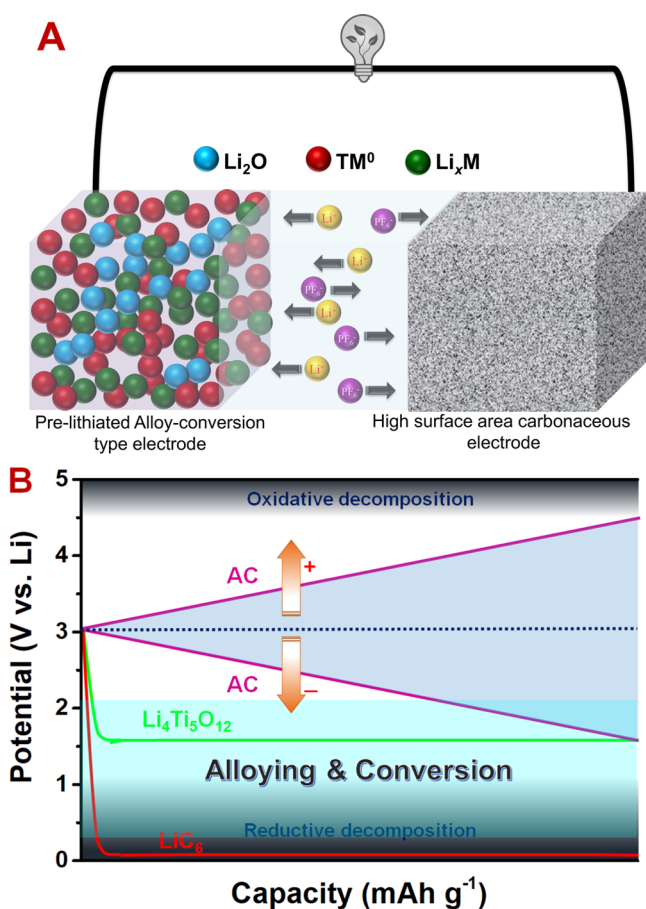 A
Li₂O TM⁰ LiₓM
Li⁺ PF₆⁻
Li⁺
PF₆⁻
Li⁺
PF₆⁻
Li⁺
PF₆⁻
Pre-lithiated Alloy-conversion
type electrode
High surface area carbonaceous
electrode
B
Potential (V vs. Li)
5
4
3
2
1
0
Oxidative decomposition
+
AC
AC
−
Li₄Ti₅O₁₂
Alloying & Conversion
Reductive decomposition
LiC₆
Capacity (mAh g⁻¹)